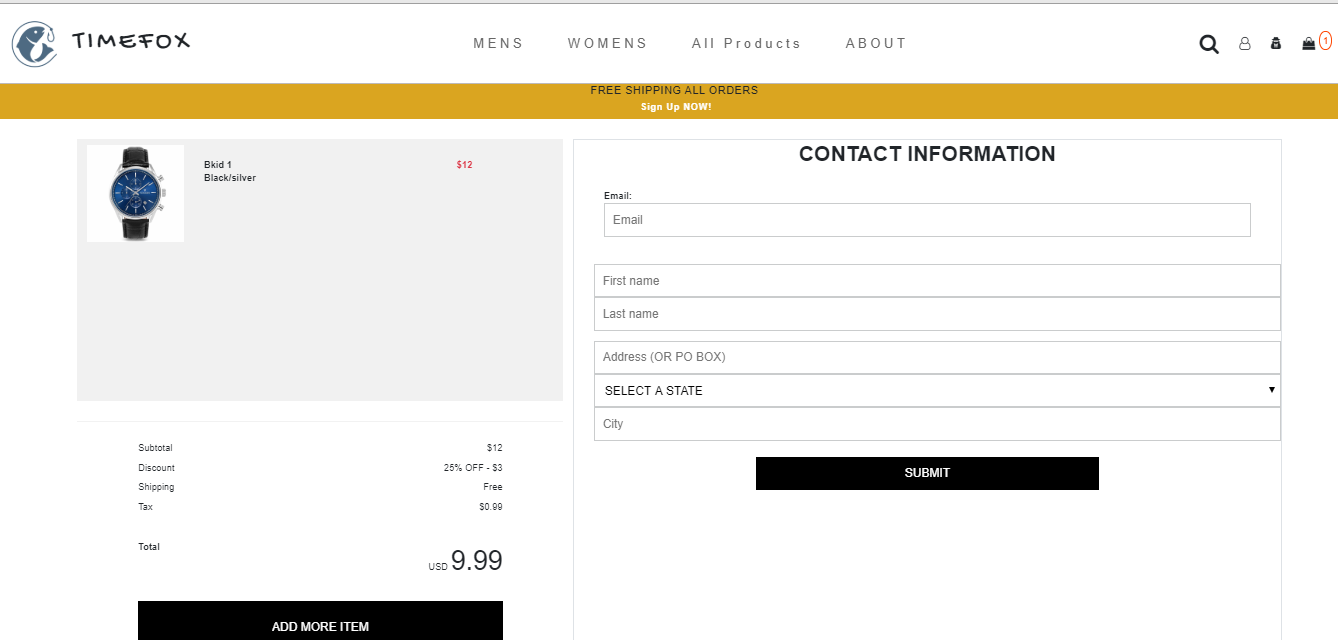 TIMEFOX
MENS WOMENS All Products ABOUT
1
FREE SHIPPING ALL ORDERS
Sign Up NOW!
Bkid 1 $12
Black/silver
Subtotal $12
Discount 25% OFF - $3
Shipping Free
Tax $0.99
Total
USD 9.99
ADD MORE ITEM
CONTACT INFORMATION
Email:
Email
First name
Last name
Address (OR PO BOX)
SELECT A STATE
City
SUBMIT